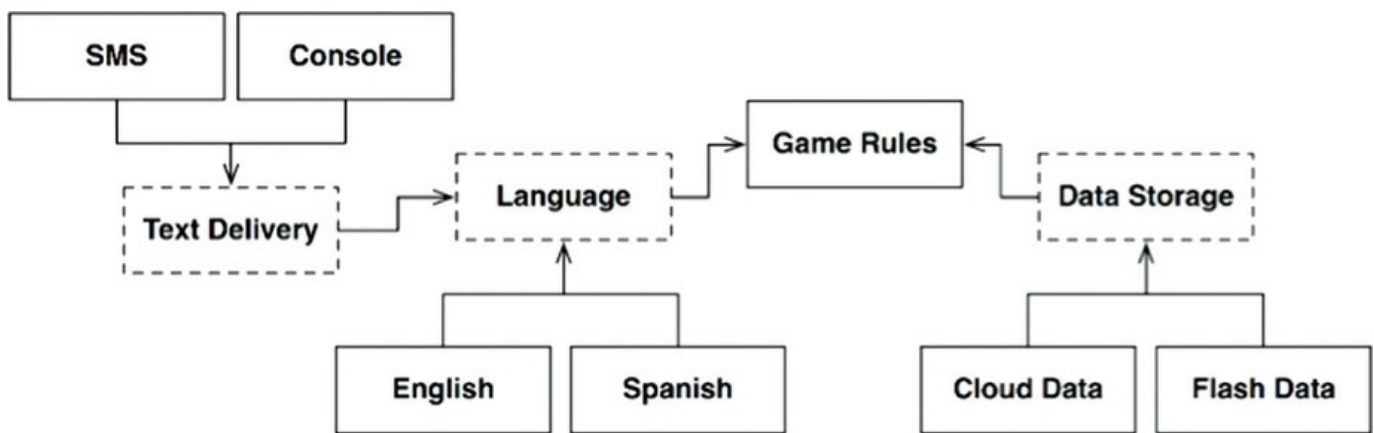 SMS
Console
Game Rules
Text Delivery
Language
Data Storage
English
Spanish
Cloud Data
Flash Data